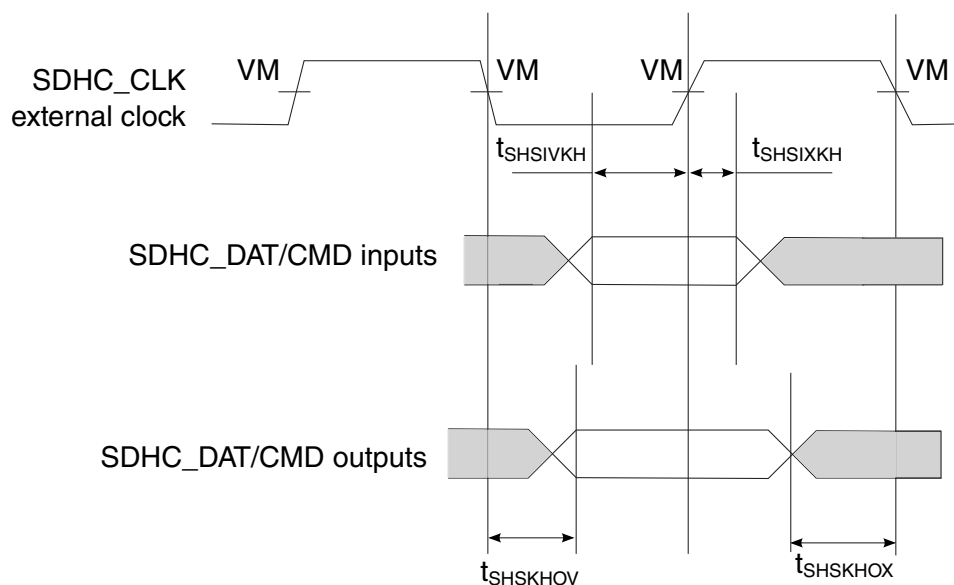 VM VM VM VM
SDHC_CLK
external clock
tSHSIVKH tSHSIXKH
SDHC_DAT/CMD inputs
SDHC_DAT/CMD outputs
tSHSKHOV tSHSKHOX